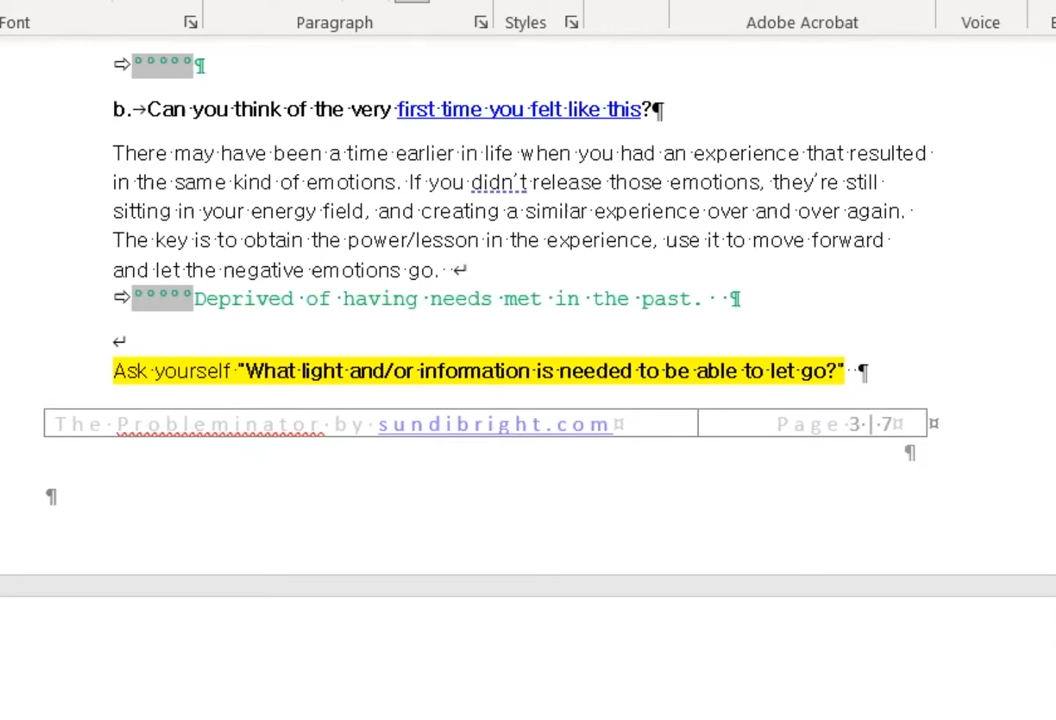 Font Paragraph Styles Adobe Acrobat Voice
⇨°°°°°¶
b.→Can you think of the very first time you felt like this?¶
There may have been a time earlier in life when you had an experience that resulted
in the same kind of emotions. If you didn't release those emotions, they're still
sitting in your energy field, and creating a similar experience over and over again.
The key is to obtain the power/lesson in the experience, use it to move forward
and let the negative emotions go. ↵
⇨°°°°°Deprived of having needs met in the past. ¶
↵
Ask yourself "What light and/or information is needed to be able to let go?" ¶
The Probleminator by sundibright.com¤ Page 3 | 7¤ ¤
¶
¶